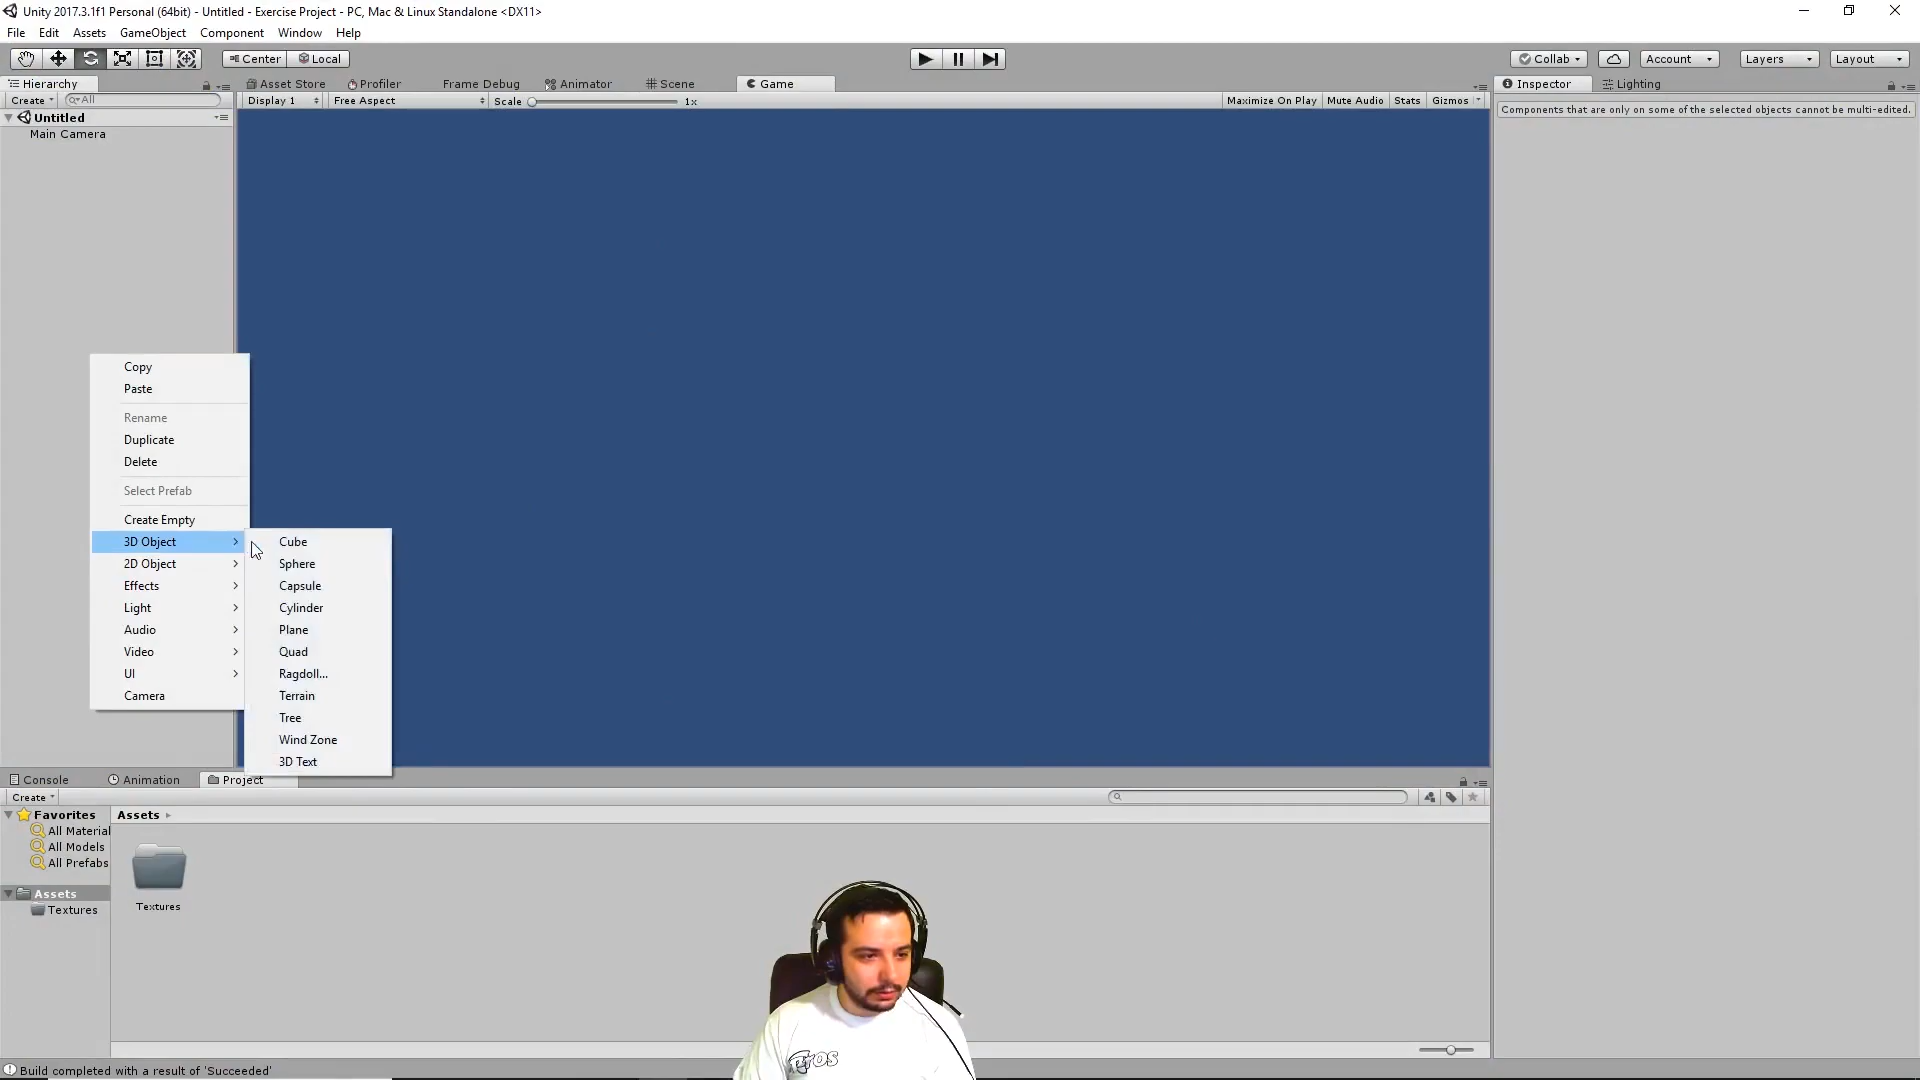 Unity 2017.3.1f1 Personal (64bit) - Untitled - Exercise Project - PC, Mac & Linux Standalone <DX11>
File Edit Assets GameObject Component Window Help
Center Local Collab Account Layers Layout
Hierarchy Asset Store Profiler Frame Debug Animator Scene Game Inspector Lighting
Create All Display 1 Free Aspect Scale 1x Maximize On Play Mute Audio Stats Gizmos
Components that are only on some of the selected objects cannot be multi-edited.
Untitled
Main Camera
Copy
Paste
Rename
Duplicate
Delete
Select Prefab
Create Empty
3D Object
2D Object
Effects
Light
Audio
Video
UI
Camera
Cube
Sphere
Capsule
Cylinder
Plane
Quad
Ragdoll...
Terrain
Tree
Wind Zone
3D Text
Console Animation Project
Create
Favorites
All Material
All Models
All Prefabs
Assets
Textures
Assets
Textures
Build completed with a result of 'Succeeded'